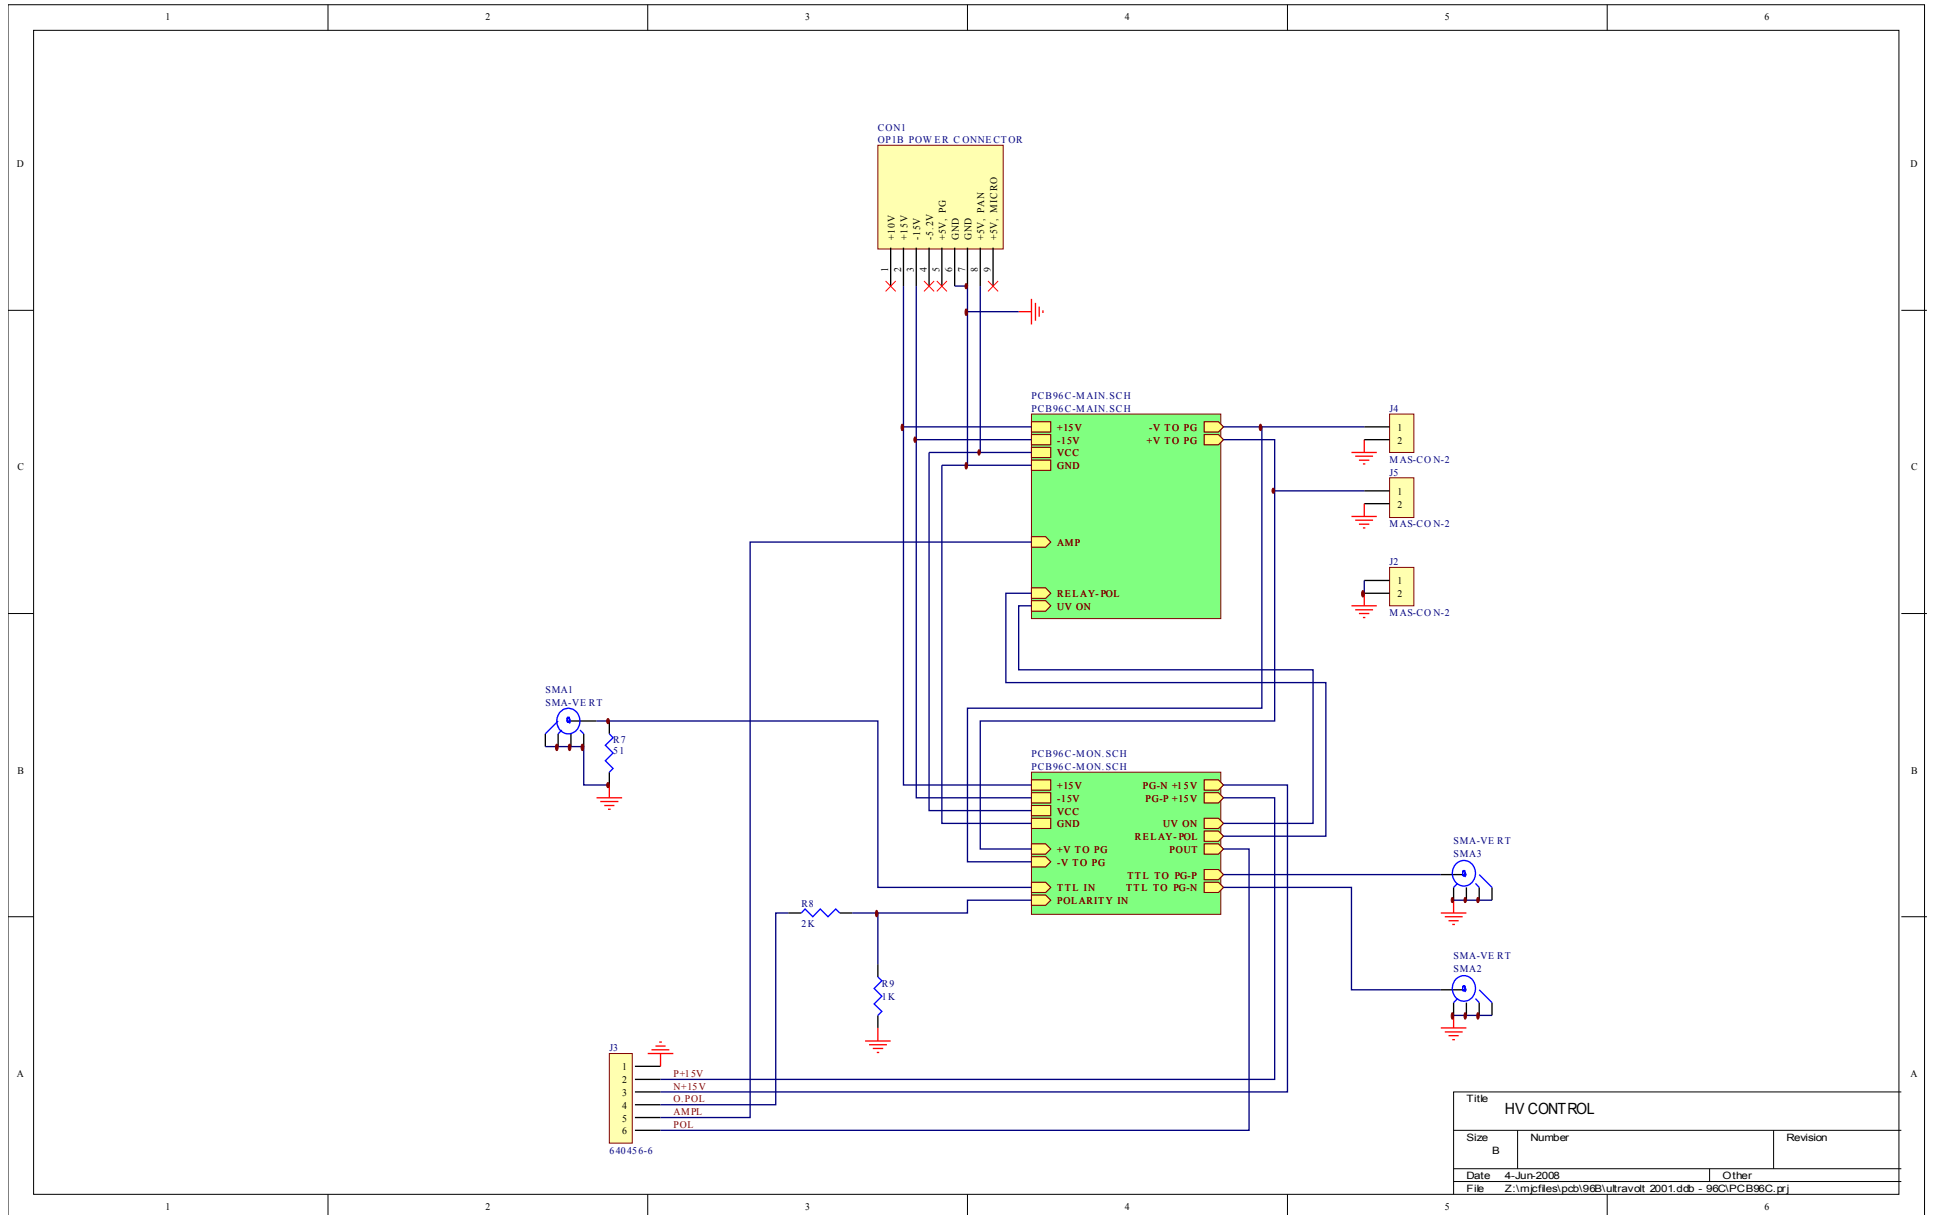 1 2 3 4 5 6
CON1
OP1B POWER CONNECTOR
D D
+10V
+15V
-15V
-5.2V
+5V, PG
GND
GND
+5V, PAN
+5V, MICRO
1
2
3
4
5
6
7
8
9
PCB96C-MAIN.SCH
PCB96C-MAIN.SCH
+15V
-15V
VCC
GND
AMP
RELAY-POL
UV ON
-V TO PG
+V TO PG
J4
1
2
MAS-CON-2
C C
J5
1
2
MAS-CON-2
J2
1
2
MAS-CON-2
SMA1
SMA-VERT
R7
51
B B
PCB96C-MON.SCH
PCB96C-MON.SCH
+15V
-15V
VCC
GND
+V TO PG
-V TO PG
TTL IN
POLARITY IN
PG-N +15V
PG-P +15V
UV ON
RELAY-POL
POUT
TTL TO PG-P
TTL TO PG-N
SMA-VERT
SMA3
R8
2K
R9
1K
SMA-VERT
SMA2
J3
1
2
3
4
5
6
P+15V
N+15V
O.POL
AMPL
POL
640456-6
A A
Title
HV CONTROL
Size
B
Number
Revision
Date 4-Jun-2008
Other
File Z:\mjcfiles\pcb\96B\ultravolt 2001.ddb - 96C\PCB96C.prj
1 2 3 4 5 6